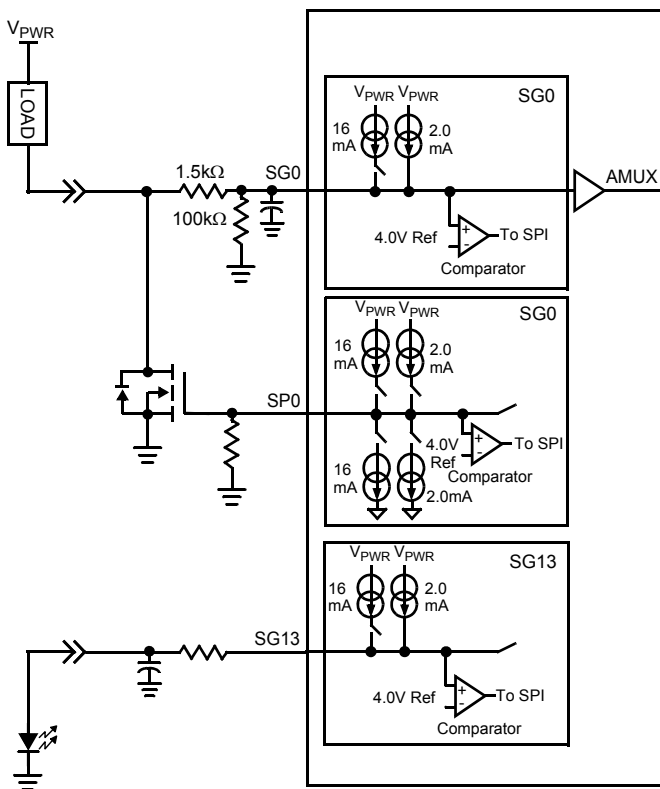 VPWR
LOAD
1.5kΩ
100kΩ
SG0
VPWR VPWR
SG0
16 mA
2.0 mA
4.0V Ref
+
-
To SPI
Comparator
AMUX
VPWR VPWR
SG0
16 mA
2.0 mA
SP0
4.0V Ref
+
-
To SPI
Comparator
16 mA
2.0mA
VPWR VPWR
SG13
16 mA
2.0 mA
SG13
4.0V Ref
+
-
To SPI
Comparator